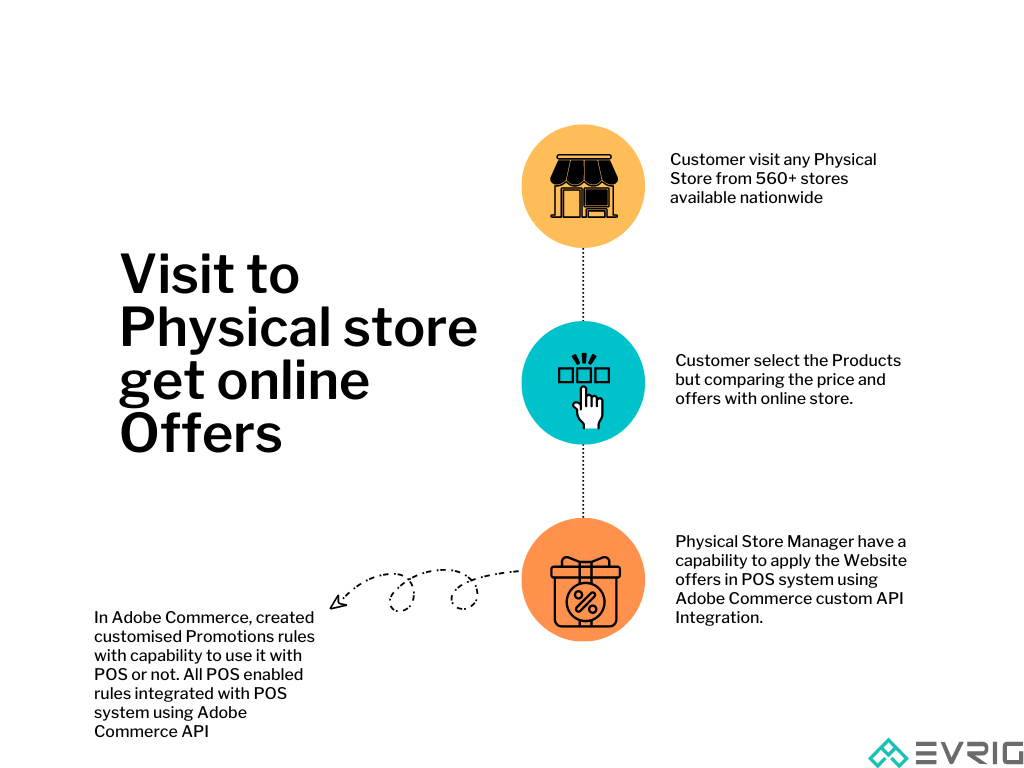 Visit to
Physical store
get online
Offers
Customer visit any Physical
Store from 560+ stores
available nationwide
Customer select the Products
but comparing the price and
offers with online store.
Physical Store Manager have a
capability to apply the Website
offers in POS system using
Adobe Commerce custom API
Integration.
In Adobe Commerce, created
customised Promotions rules
with capability to use it with
POS or not. All POS enabled
rules integrated with POS
system using Adobe
Commerce API
EVRIG